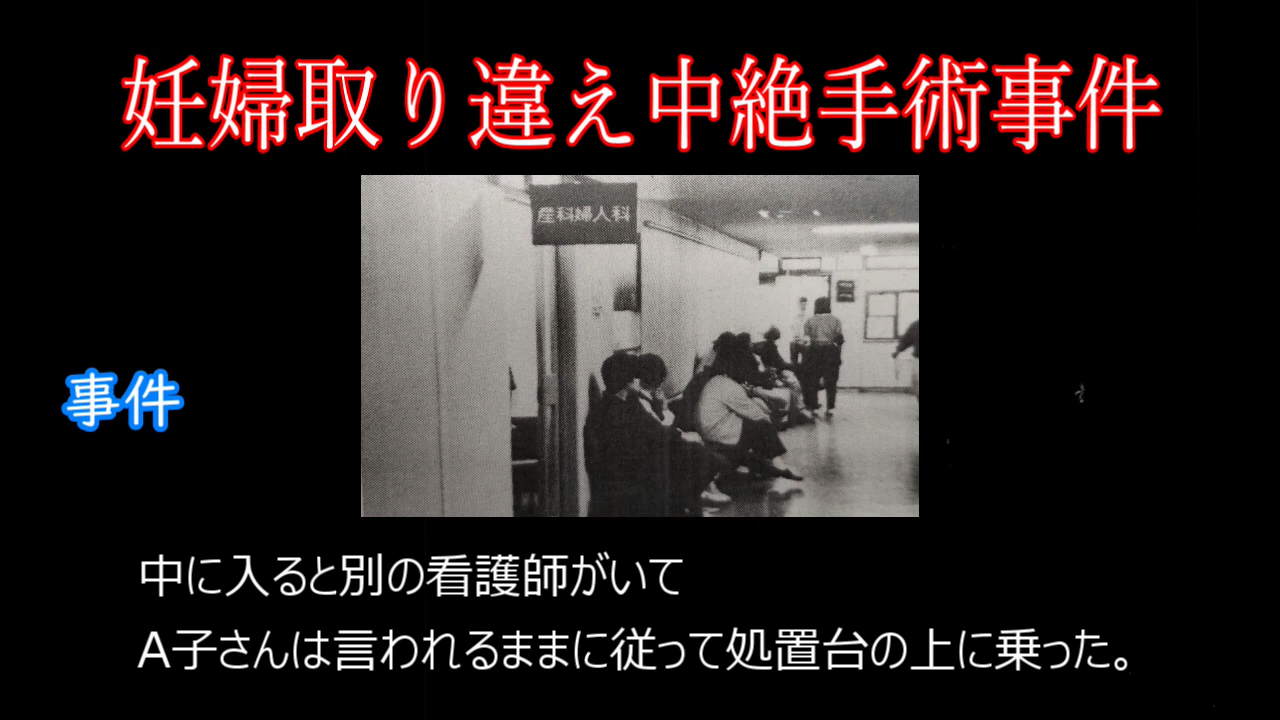 妊婦取り違え中絶手術事件
産科婦人科
事件
中に入ると別の看護師がいて
A子さんは言われるままに従って処置台の上に乗った。